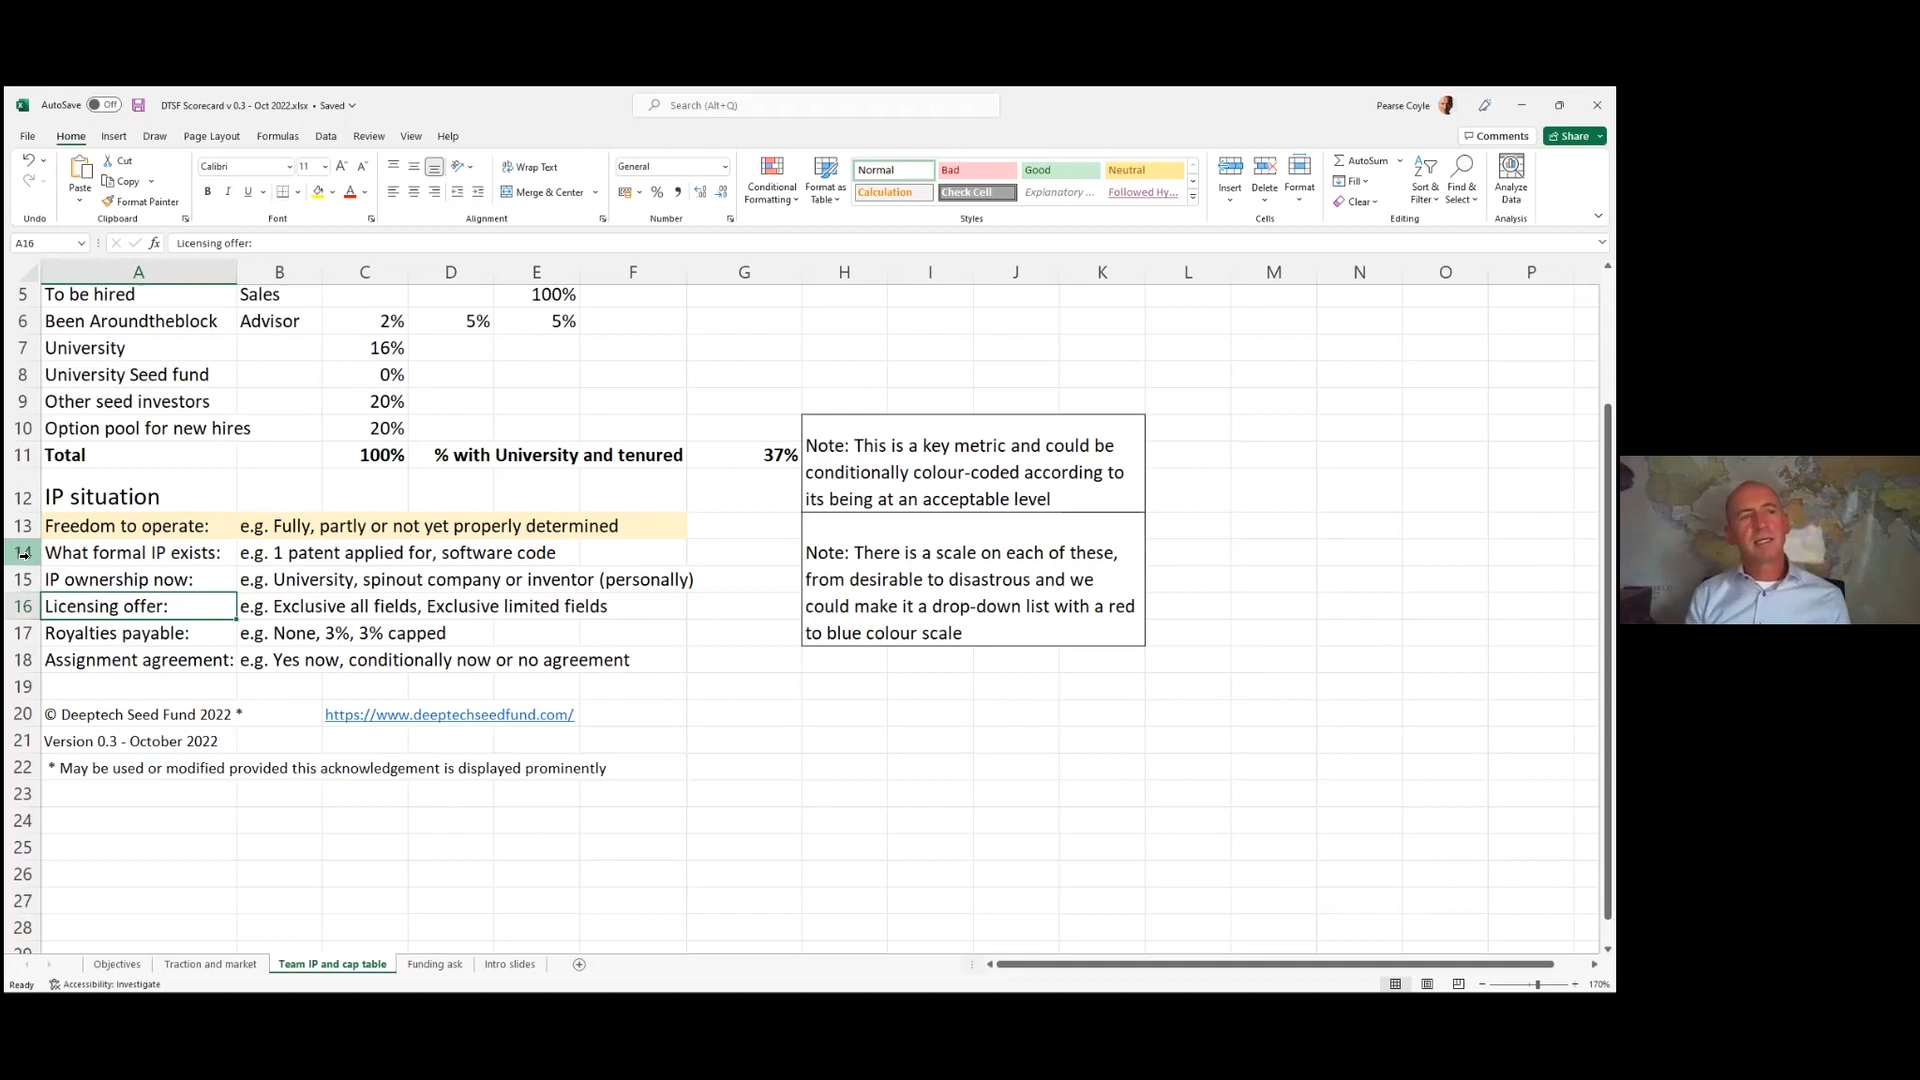 AutoSave Off DTSF Scorecard v 0.3 - Oct 2022.xlsx • Saved Search (Alt+Q) Pearse Coyle
File Home Insert Draw Page Layout Formulas Data Review View Help Comments Share
Cut Calibri 11 Wrap Text General Normal Bad Good Neutral AutoSum
Paste Copy Conditional Formatting Format as Table Insert Delete Format Fill Sort & Filter Find & Select Analyze Data
Format Painter B I U A Merge & Center % Calculation Check Cell Explanatory ... Followed Hy... Clear
Undo Clipboard Font Alignment Number Styles Cells Editing Analysis
A16 fx Licensing offer:
A B C D E F G H I J K L M N O P
5 To be hired Sales 100%
6 Been Aroundtheblock Advisor 2% 5% 5%
7 University 16%
8 University Seed fund 0%
9 Other seed investors 20%
10 Option pool for new hires 20%
11 Total 100% % with University and tenured 37%
Note: This is a key metric and could be
conditionally colour-coded according to
its being at an acceptable level
12 IP situation
13 Freedom to operate: e.g. Fully, partly or not yet properly determined
14 What formal IP exists: e.g. 1 patent applied for, software code
15 IP ownership now: e.g. University, spinout company or inventor (personally)
16 Licensing offer: e.g. Exclusive all fields, Exclusive limited fields
17 Royalties payable: e.g. None, 3%, 3% capped
Note: There is a scale on each of these,
from desirable to disastrous and we
could make it a drop-down list with a red
to blue colour scale
18 Assignment agreement: e.g. Yes now, conditionally now or no agreement
19
20 © Deeptech Seed Fund 2022 * https://www.deeptechseedfund.com/
21 Version 0.3 - October 2022
22 * May be used or modified provided this acknowledgement is displayed prominently
23
24
25
26
27
28
29
Objectives Traction and market Team IP and cap table Funding ask Intro slides
Ready Accessibility: Investigate 170%